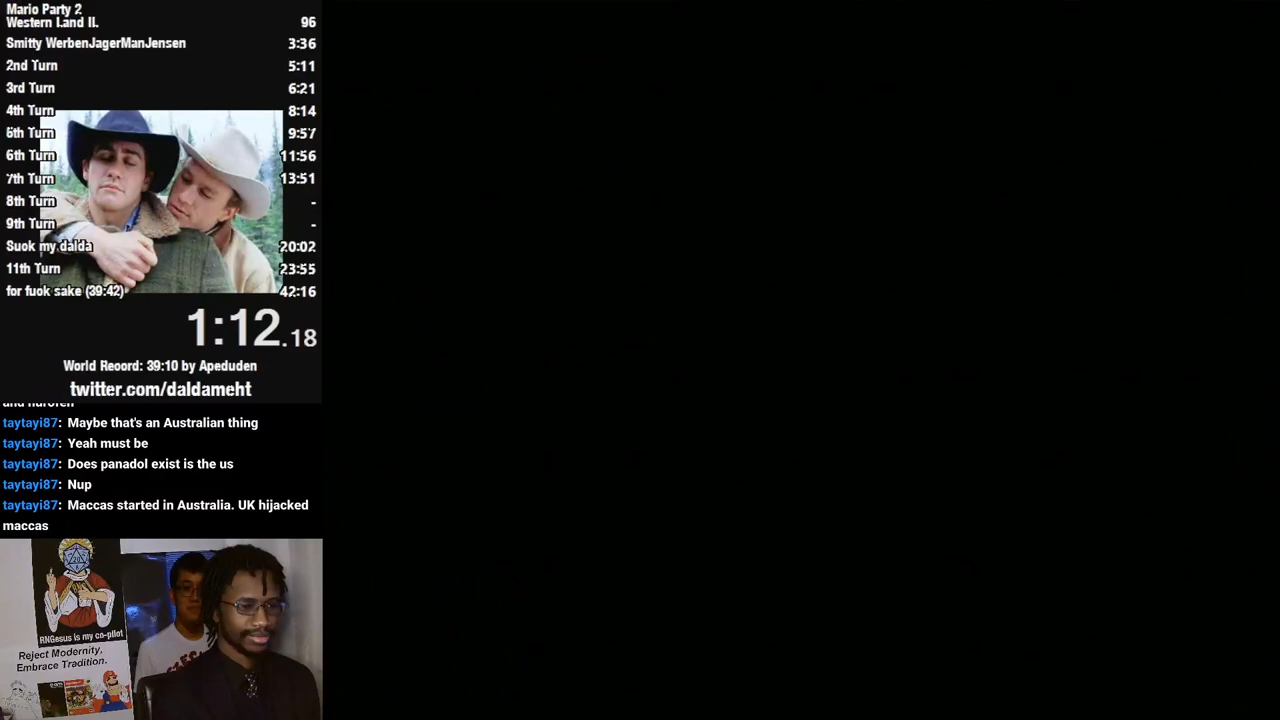 Mario Party 2
Western Land II. 96
Smitty WerbenJagerManJensen 3:36
2nd Turn 5:11
3rd Turn 6:21
4th Turn 8:14
5th Turn 9:57
6th Turn 11:56
7th Turn 13:51
8th Turn -
9th Turn -
Suok my dalda 20:02
11th Turn 23:55
for fuok sake (39:42) 42:16
1:12.18
World Reoord: 39:10 by Apeduden
twitter.com/daldameht
and nurofen
taytayi87: Maybe that's an Australian thing
taytayi87: Yeah must be
taytayi87: Does panadol exist is the us
taytayi87: Nup
taytayi87: Maccas started in Australia. UK hijacked
maccas
RNGesus is my co-pilot
Reject Modernity,
Embrace Tradition.